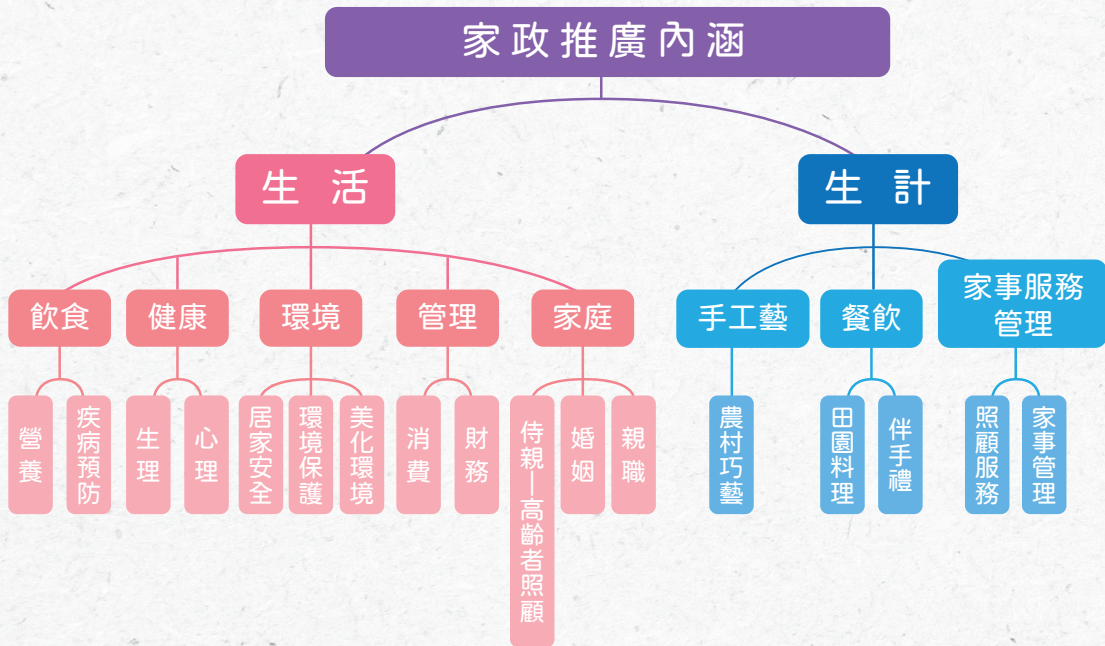 家政推廣內涵
生活
生計
飲食
健康
環境
管理
家庭
手工藝
餐飲
家事服務
管理
營養
疾病預防
生理
心理
居家安全
環境保護
美化環境
消費
財務
侍親—高齡者照顧
婚姻
親職
農村巧藝
田園料理
伴手禮
照顧服務
家事管理